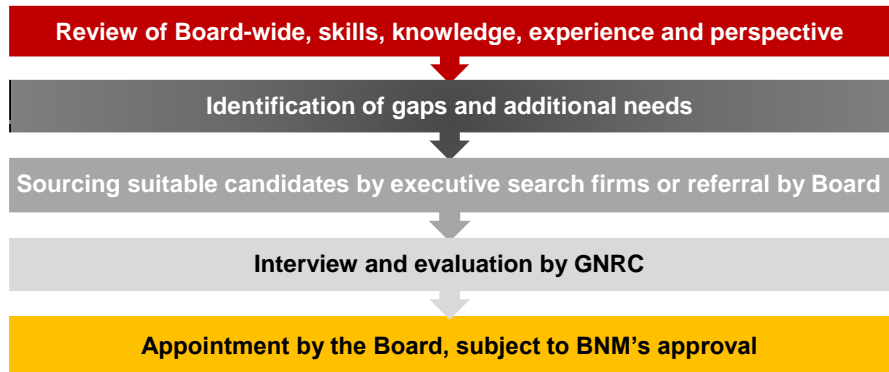 Review of Board-wide, skills, knowledge, experience and perspective
Identification of gaps and additional needs
Sourcing suitable candidates by executive search firms or referral by Board
Interview and evaluation by GNRC
Appointment by the Board, subject to BNM's approval